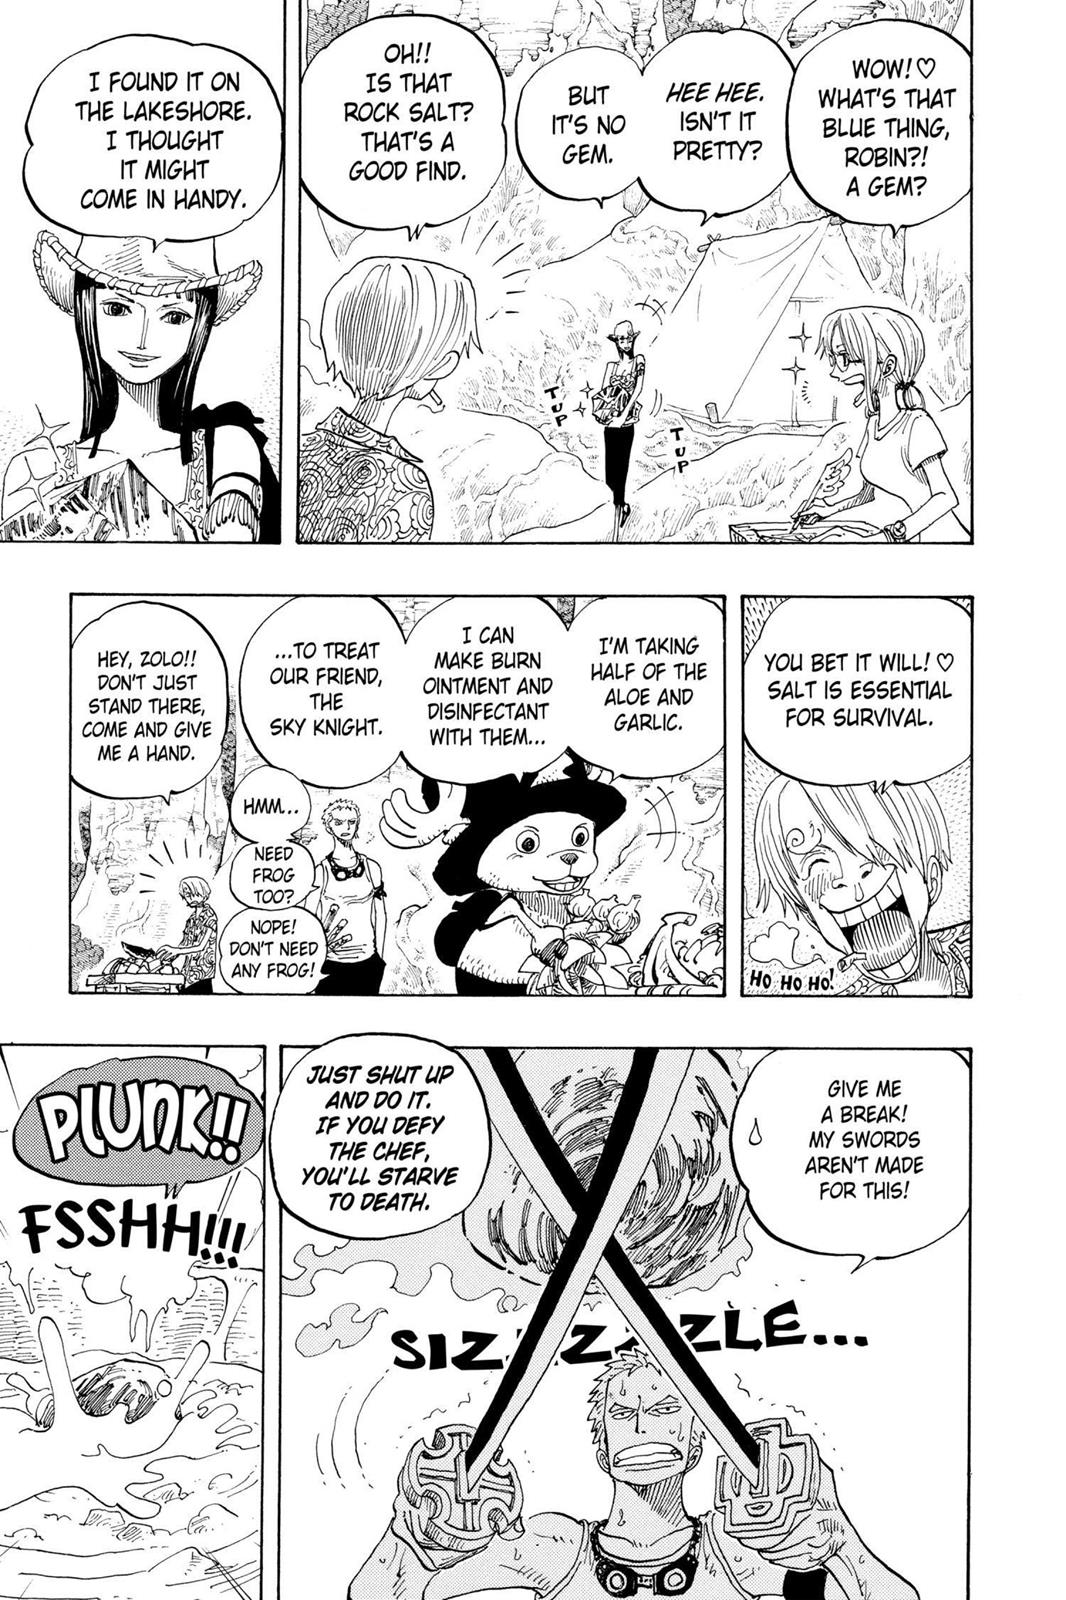 WOW! ♡
WHAT'S THAT
BLUE THING,
ROBIN?!
A GEM?
HEE HEE.
ISN'T IT
PRETTY?
BUT
IT'S NO
GEM.
OH!!
IS THAT
ROCK SALT?
THAT'S A
GOOD FIND.
TUP
TUP
I FOUND IT ON
THE LAKESHORE.
I THOUGHT
IT MIGHT
COME IN HANDY.
YOU BET IT WILL! ♡
SALT IS ESSENTIAL
FOR SURVIVAL.
HO HO HO!
I'M TAKING
HALF OF THE
ALOE AND
GARLIC.
I CAN
MAKE BURN
OINTMENT AND
DISINFECTANT
WITH THEM...
...TO TREAT
OUR FRIEND,
THE
SKY KNIGHT.
HMM...
NEED
FROG
TOO?
NOPE!
DON'T NEED
ANY FROG!
HEY, ZOLO!!
DON'T JUST
STAND THERE,
COME AND GIVE
ME A HAND.
GIVE ME
A BREAK!
MY SWORDS
AREN'T MADE
FOR THIS!
JUST SHUT UP
AND DO IT.
IF YOU DEFY
THE CHEF,
YOU'LL STARVE
TO DEATH.
SIZZZZZLE...
PLUNK!!
FSSHH!!!